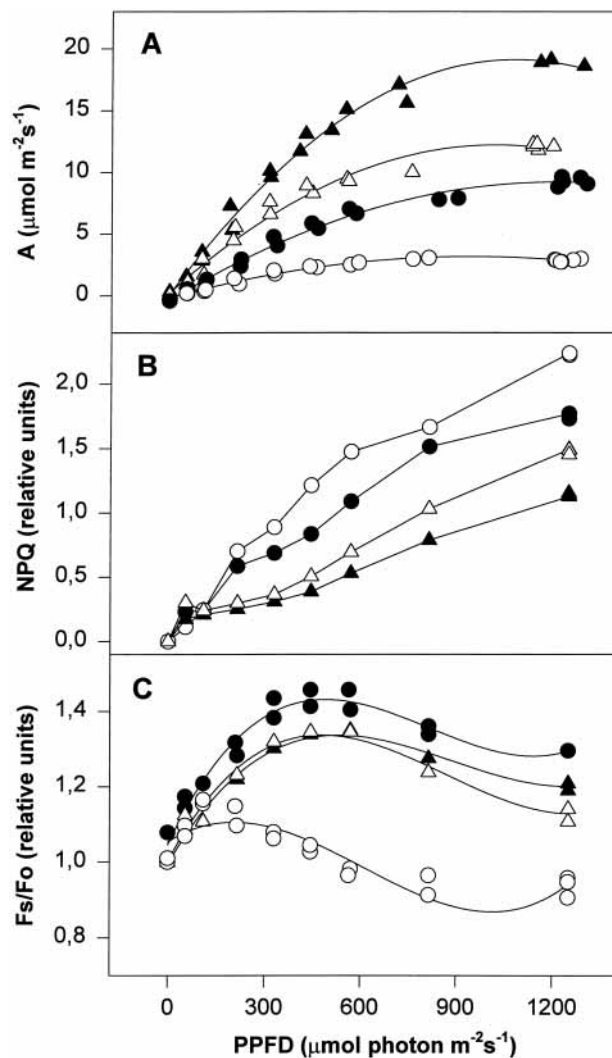 A
A (μmol m-2s-1)
20
15
10
5
0
B
NPQ (relative units)
2,0
1,5
1,0
0,5
0,0
C
Fs/Fo (relative units)
1,4
1,2
1,0
0,8
0 300 600 900 1200
PPFD (μmol photon m-2s-1)